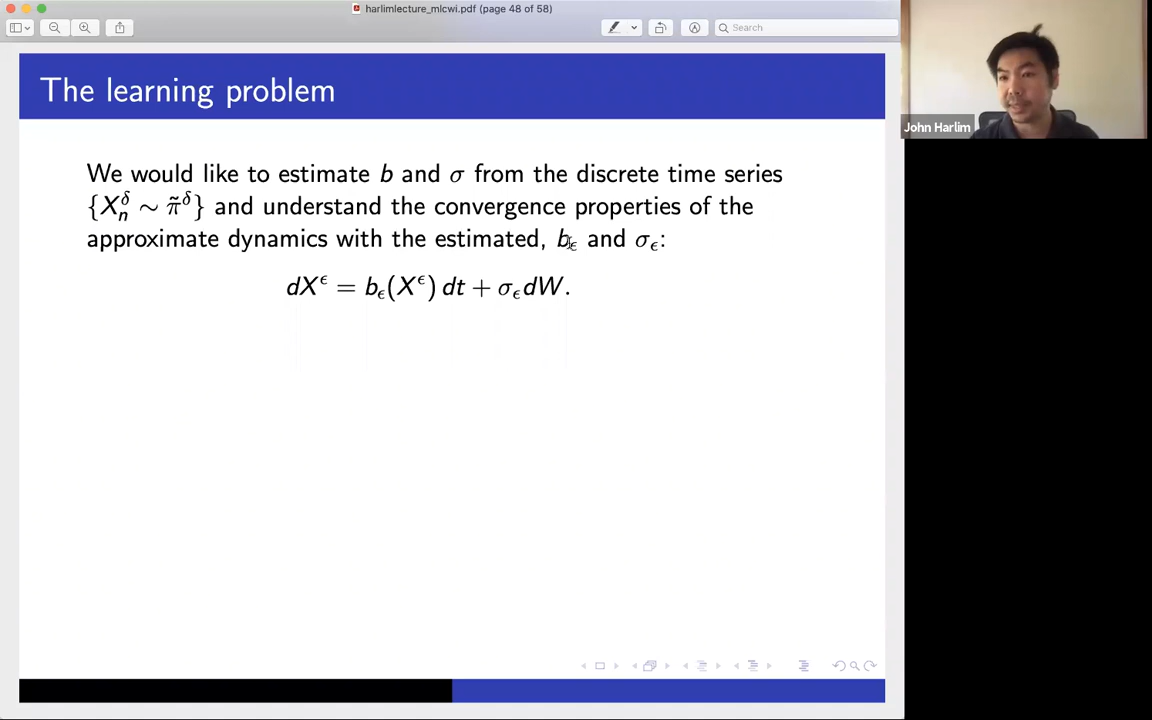 harlimlecture_mlcwi.pdf (page 48 of 58)
Search
The learning problem
We would like to estimate b and σ from the discrete time series
{X_n^δ ∼ π̃^δ} and understand the convergence properties of the
approximate dynamics with the estimated, b_ϵ and σ_ϵ:
dX^ϵ = b_ϵ(X^ϵ) dt + σ_ϵdW.
John Harlim